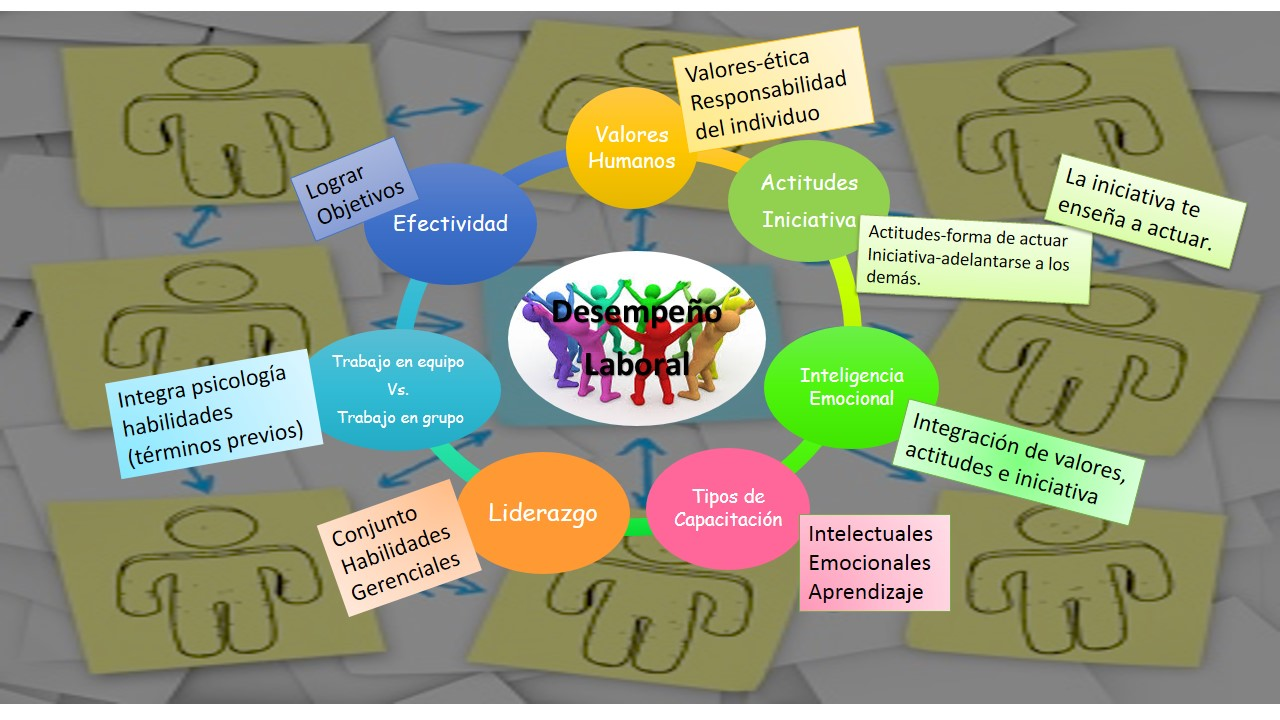 Valores-ética
Responsabilidad
del individuo
Valores
Humanos
Actitudes
Iniciativa
La iniciativa te
enseña a actuar.
Actitudes-forma de actuar
Iniciativa-adelantarse a los
demás.
Lograr
Objetivos
Efectividad
Desempeño
Laboral
Trabajo en equipo
Vs.
Trabajo en grupo
Integra psicología
habilidades
(términos previos)
Inteligencia
Emocional
Integración de valores,
actitudes e iniciativa
Liderazgo
Conjunto
Habilidades
Gerenciales
Tipos de
Capacitación
Intelectuales
Emocionales
Aprendizaje